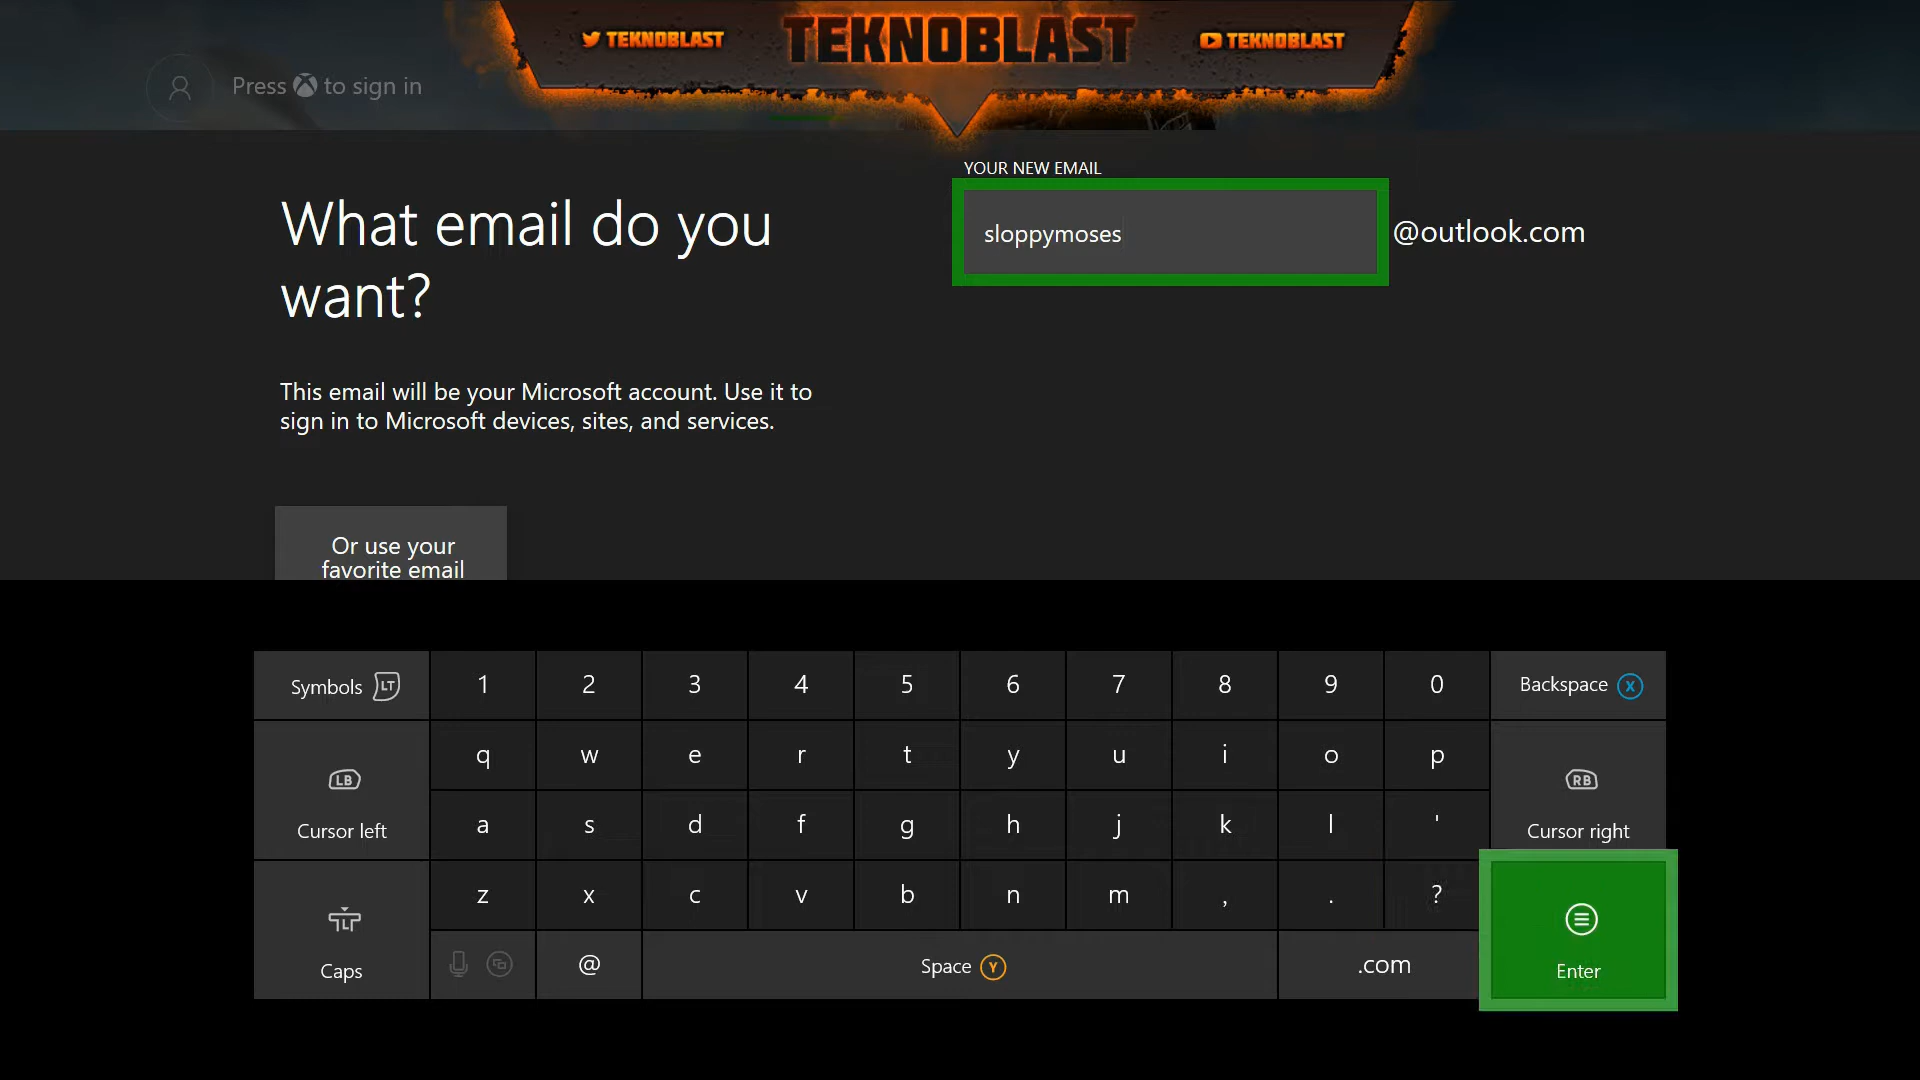 TEKNOBLAST
TEKNOBLAST
TEKNOBLAST
Press to sign in
YOUR NEW EMAIL
What email do you
want?
sloppymoses
@outlook.com
This email will be your Microsoft account. Use it to
sign in to Microsoft devices, sites, and services.
Or use your
favorite email
Symbols LT 1 2 3 4 5 6 7 8 9 0 Backspace X
q w e r t y u i o p
LB RB
Cursor left a s d f g h j k l ' Cursor right
z x c v b n m , . ?
Caps @ Space Y .com Enter